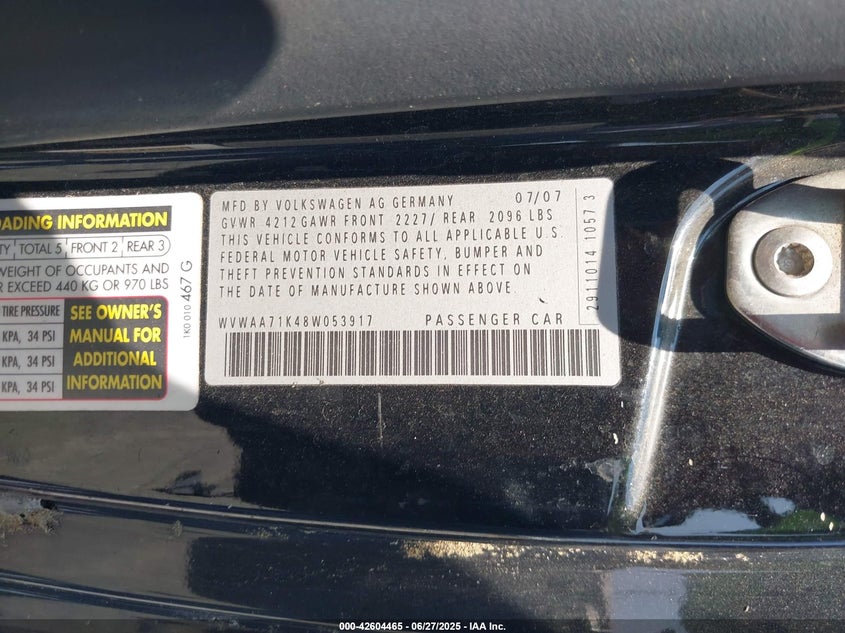 OADING INFORMATION
TY TOTAL 5 FRONT 2 REAR 3
WEIGHT OF OCCUPANTS AND
EXCEED 440 KG OR 970 LBS
TIRE PRESSURE
KPA, 34 PSI
KPA, 34 PSI
KPA, 34 PSI
SEE OWNER'S
MANUAL FOR
ADDITIONAL
INFORMATION
1K0 010 467 G
MFD BY VOLKSWAGEN AG GERMANY 07/07
GVWR 4212 GAWR FRONT 2227/ REAR 2096 LBS
THIS VEHICLE CONFORMS TO ALL APPLICABLE U.S.
FEDERAL MOTOR VEHICLE SAFETY, BUMPER AND
THEFT PREVENTION STANDARDS IN EFFECT ON
THE DATE OF MANUFACTURE SHOWN ABOVE.
WVWAA71K48W053917 PASSENGER CAR
2911014 1057 3
000-42604465 - 06/27/2025 - IAA Inc.